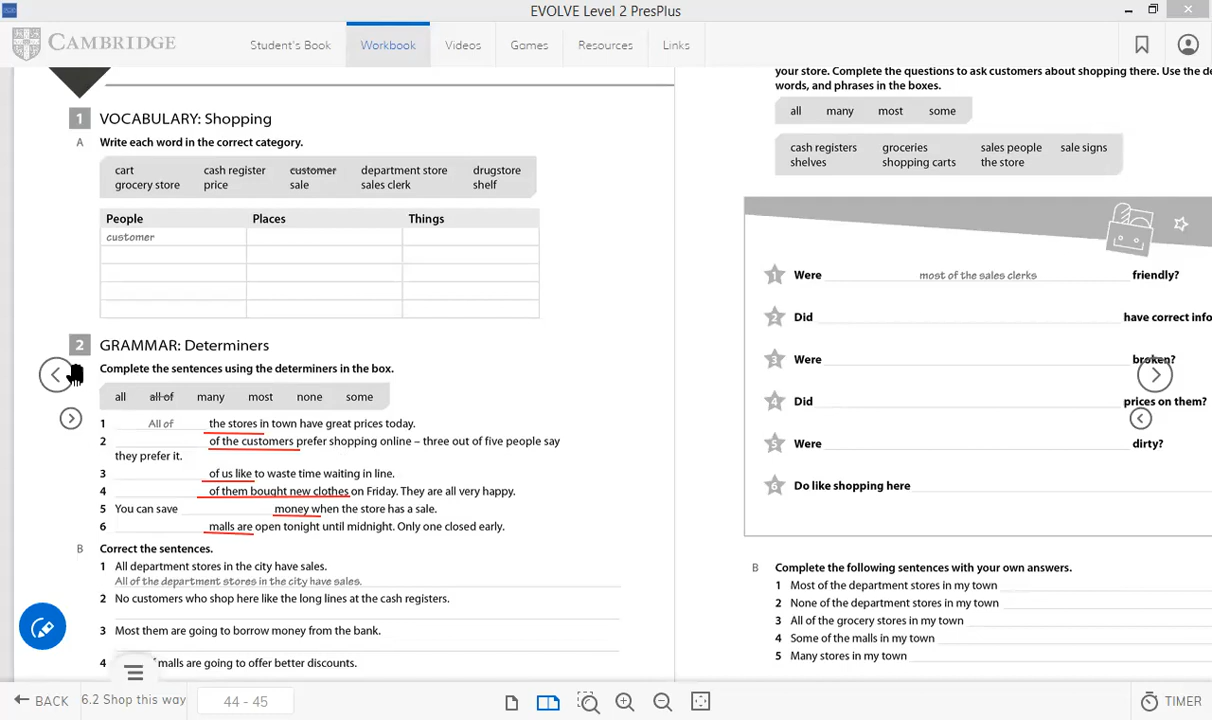 EVOLVE Level 2 PresPlus
CAMBRIDGE
Student's Book
Workbook
Videos
Games
Resources
Links
1 VOCABULARY: Shopping
A Write each word in the correct category.
cart cash register customer department store drugstore
grocery store price sale sales clerk shelf
People Places Things
customer
2 GRAMMAR: Determiners
Complete the sentences using the determiners in the box.
all all of many most none some
1 All of the stores in town have great prices today.
2 of the customers prefer shopping online – three out of five people say
they prefer it.
3 of us like to waste time waiting in line.
4 of them bought new clothes on Friday. They are all very happy.
5 You can save money when the store has a sale.
6 malls are open tonight until midnight. Only one closed early.
B Correct the sentences.
1 All department stores in the city have sales.
All of the department stores in the city have sales.
2 No customers who shop here like the long lines at the cash registers.
3 Most them are going to borrow money from the bank.
4 malls are going to offer better discounts.
your store. Complete the questions to ask customers about shopping there. Use the
words, and phrases in the boxes.
all many most some
cash registers groceries sales people sale signs
shelves shopping carts the store
1 Were most of the sales clerks friendly?
2 Did have correct info
3 Were broken?
4 Did prices on them?
5 Were dirty?
6 Do like shopping here
B Complete the following sentences with your own answers.
1 Most of the department stores in my town
2 None of the department stores in my town
3 All of the grocery stores in my town
4 Some of the malls in my town
5 Many stores in my town
BACK
6.2 Shop this way
44 - 45
TIMER